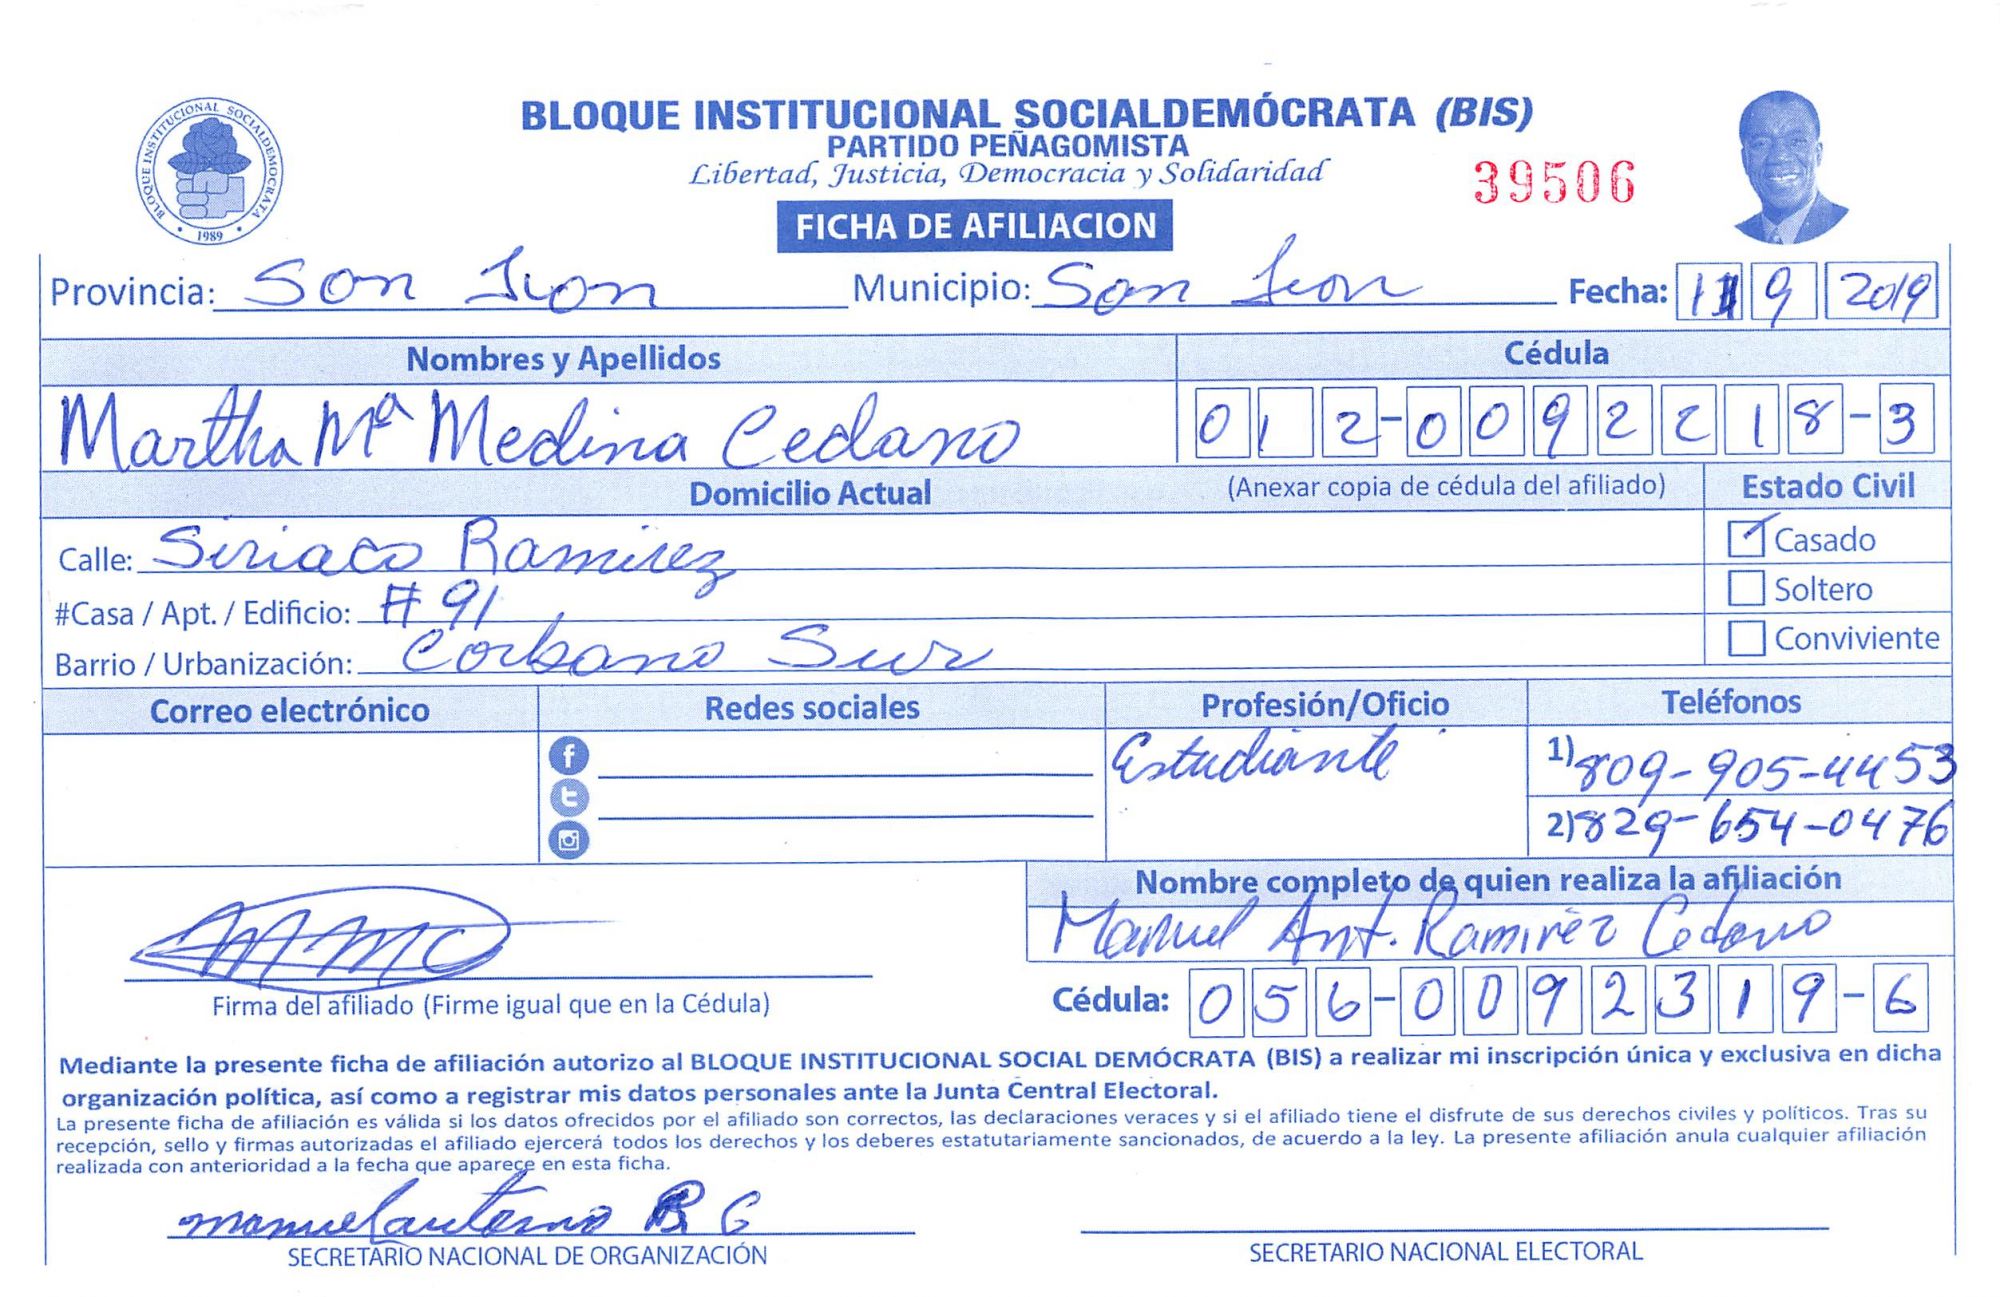 BLOQUE INSTITUCIONAL SOCIALDEMOCRATA
1989
BLOQUE INSTITUCIONAL SOCIALDEMÓCRATA (BIS)
PARTIDO PEÑAGOMISTA
Libertad, Justicia, Democracia y Solidaridad
39506
FICHA DE AFILIACION
Provincia: San Juan Municipio: San Juan Fecha: 11 9 2019
Nombres y Apellidos Cédula
Martha Mª Medina Cedano 012-0092218-3
Domicilio Actual (Anexar copia de cédula del afiliado) Estado Civil
Calle: Siriaco Ramirez Casado
#Casa / Apt. / Edificio: # 91 Soltero
Barrio / Urbanización: Corbano Sur Conviviente
Correo electrónico Redes sociales Profesión/Oficio Teléfonos
Estudiante 1) 809-905-4453
2) 829-654-0476
Nombre completo de quien realiza la afiliación
Manuel Ant. Ramirez Cedano
MMC
Firma del afiliado (Firme igual que en la Cédula) Cédula: 056-0092319-6
Mediante la presente ficha de afiliación autorizo al BLOQUE INSTITUCIONAL SOCIAL DEMÓCRATA (BIS) a realizar mi inscripción única y exclusiva en dicha
organización política, así como a registrar mis datos personales ante la Junta Central Electoral.
La presente ficha de afiliación es válida si los datos ofrecidos por el afiliado son correctos, las declaraciones veraces y si el afiliado tiene el disfrute de sus derechos civiles y políticos. Tras su
recepción, sello y firmas autorizadas el afiliado ejercerá todos los derechos y los deberes estatutariamente sancionados, de acuerdo a la ley. La presente afiliación anula cualquier afiliación
realizada con anterioridad a la fecha que aparece en esta ficha.
manuel antonio R C
SECRETARIO NACIONAL DE ORGANIZACIÓN SECRETARIO NACIONAL ELECTORAL